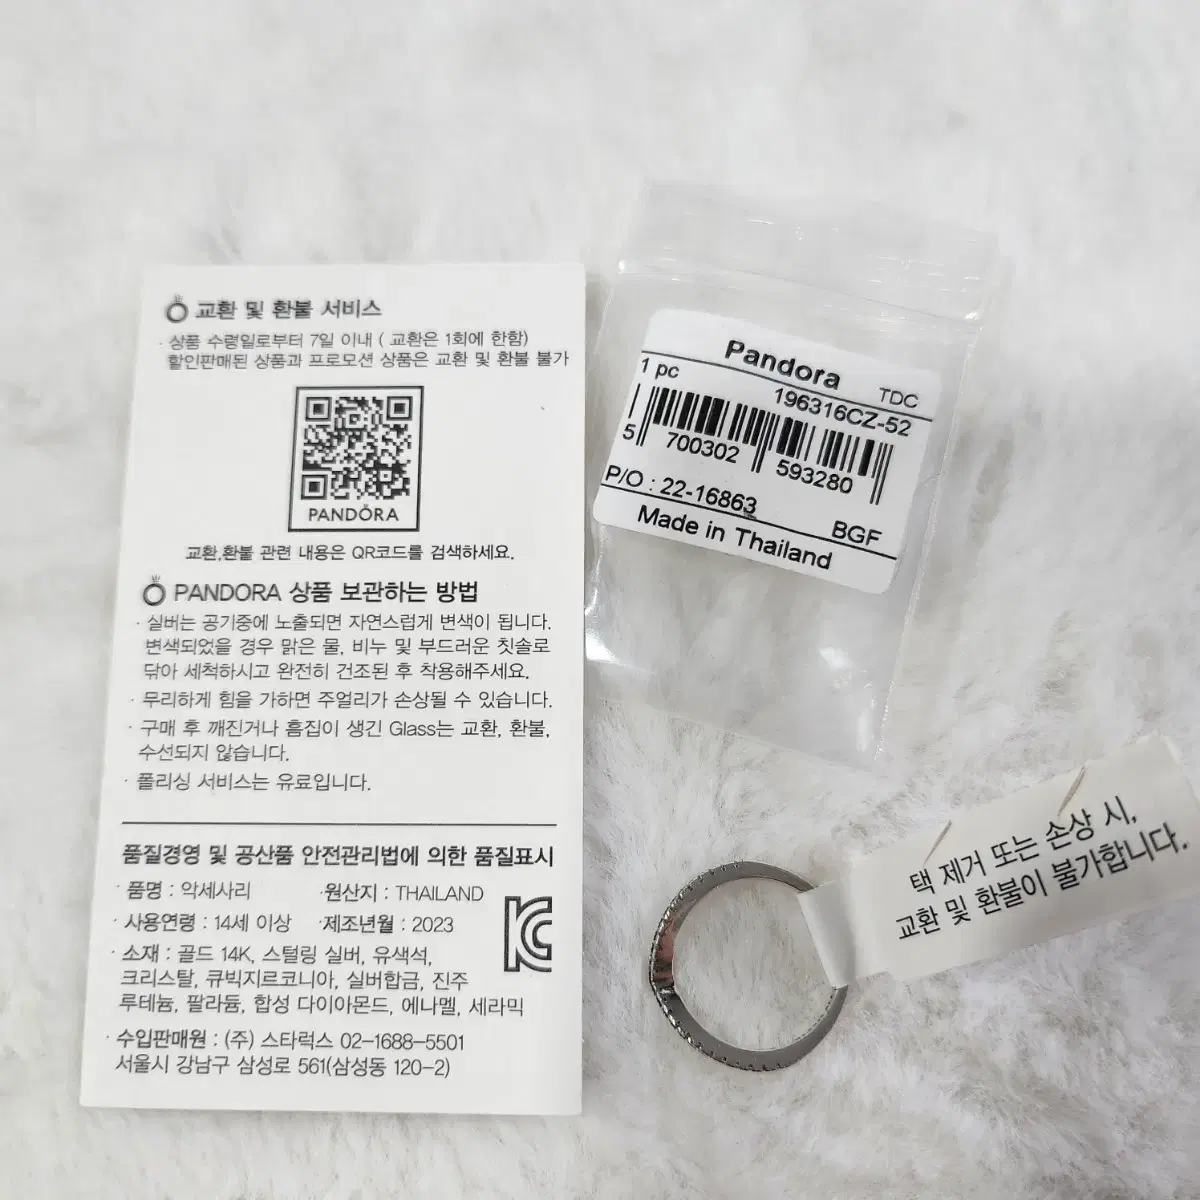 교환 및 환불 서비스
· 상품 수령일로부터 7일 이내 ( 교환은 1회에 한함)
할인판매된 상품과 프로모션 상품은 교환 및 환불 불가
PANDÖRA
교환,환불 관련 내용은 QR코드를 검색하세요.
PANDORA 상품 보관하는 방법
· 실버는 공기중에 노출되면 자연스럽게 변색이 됩니다.
변색되었을 경우 맑은 물, 비누 및 부드러운 칫솔로
닦아 세척하시고 완전히 건조된 후 착용해주세요.
· 무리하게 힘을 가하면 주얼리가 손상될 수 있습니다.
· 구매 후 깨진거나 흠집이 생긴 Glass는 교환, 환불,
수선되지 않습니다.
· 폴리싱 서비스는 유료입니다.
품질경영 및 공산품 안전관리법에 의한 품질표시
· 품명 : 악세사리 · 원산지 : THAILAND
· 사용연령 : 14세 이상 · 제조년월 : 2023
· 소재 : 골드 14K, 스털링 실버, 유색석,
크리스탈, 큐빅지르코니아, 실버합금, 진주
루테늄, 팔라듐, 합성 다이아몬드, 에나멜, 세라믹
· 수입판매원 : (주) 스타럭스 02-1688-5501
서울시 강남구 삼성로 561(삼성동 120-2)
Pandora
1 pc TDC
196316CZ-52
5 700302 593280
P/O : 22-16863
BGF
Made in Thailand
택 제거 또는 손상 시,
교환 및 환불이 불가합니다.